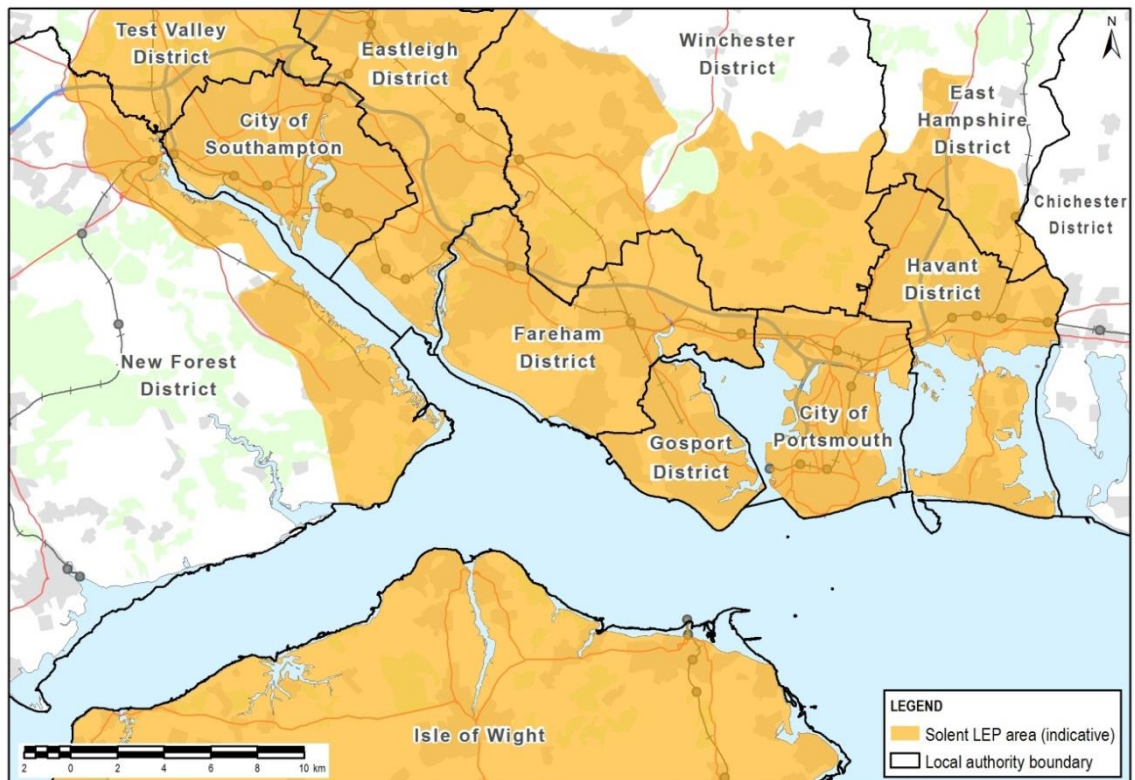 Test Valley
District
Eastleigh
District
Winchester
District
N
City of
Southampton
East
Hampshire
District
Chichester
District
Havant
District
New Forest
District
Fareham
District
Gosport
District
City of
Portsmouth
Isle of Wight
2 0 2 4 6 8 10 km
LEGEND
Solent LEP area (indicative)
Local authority boundary